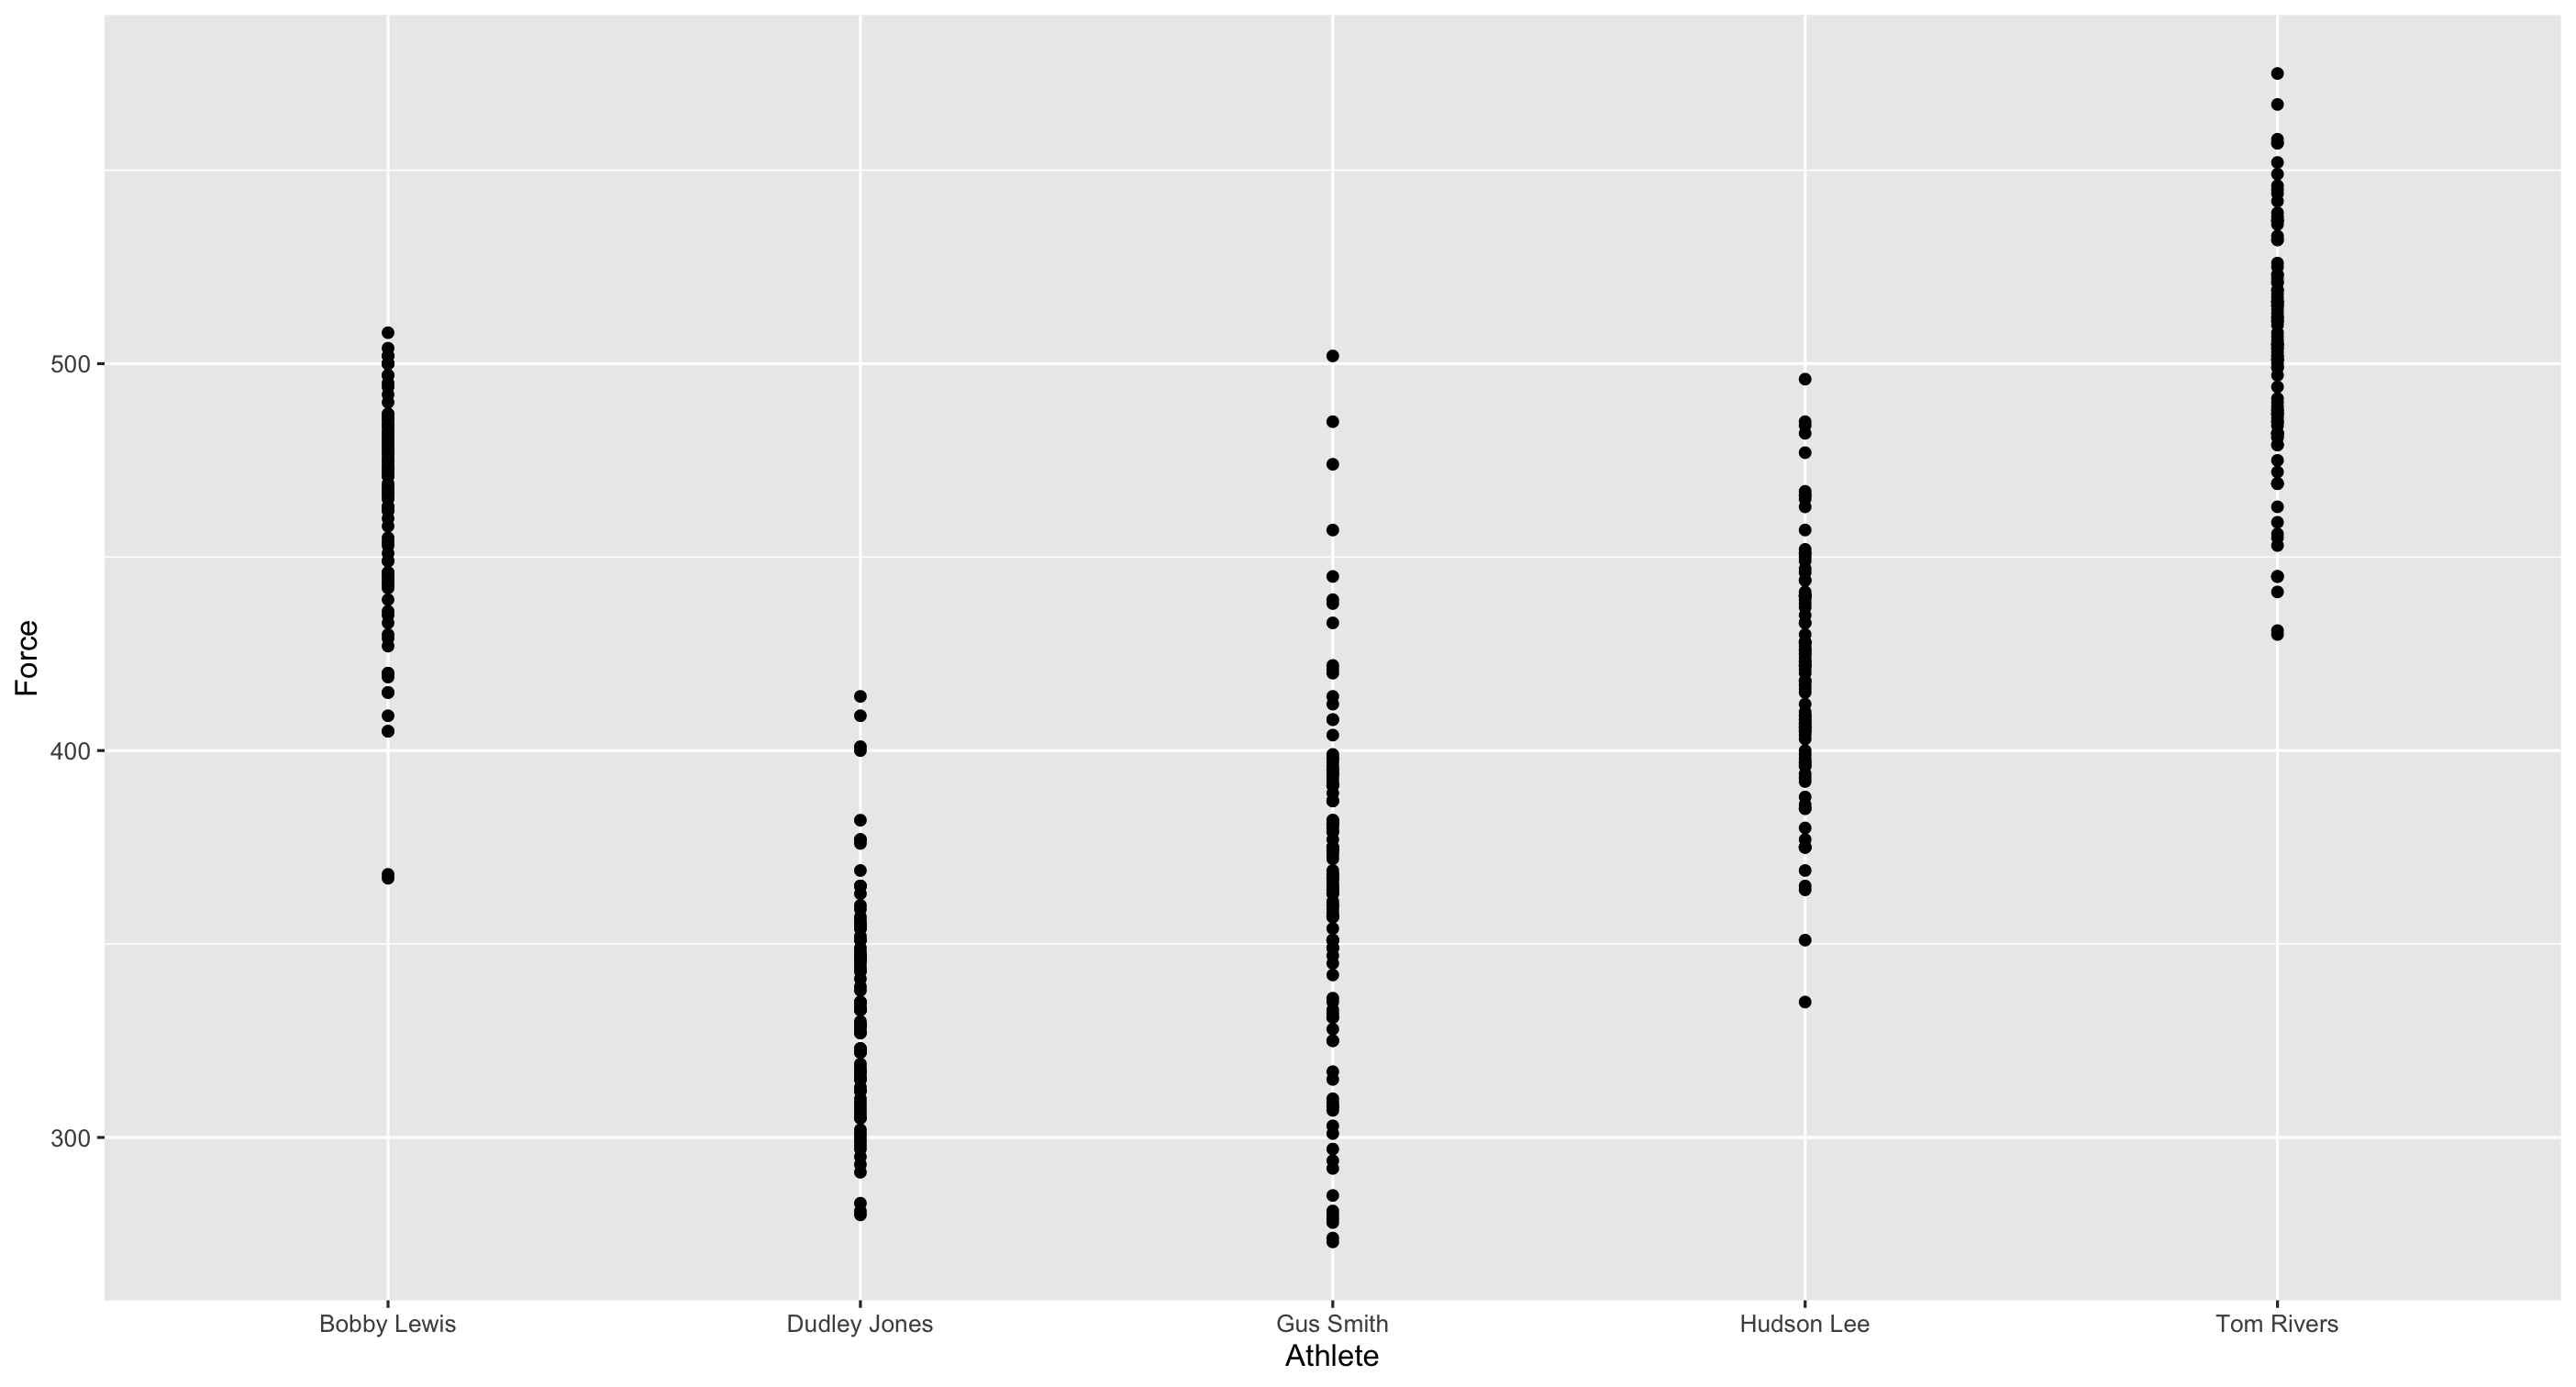 Force
500
400
300
Bobby Lewis
Dudley Jones
Gus Smith
Hudson Lee
Tom Rivers
Athlete